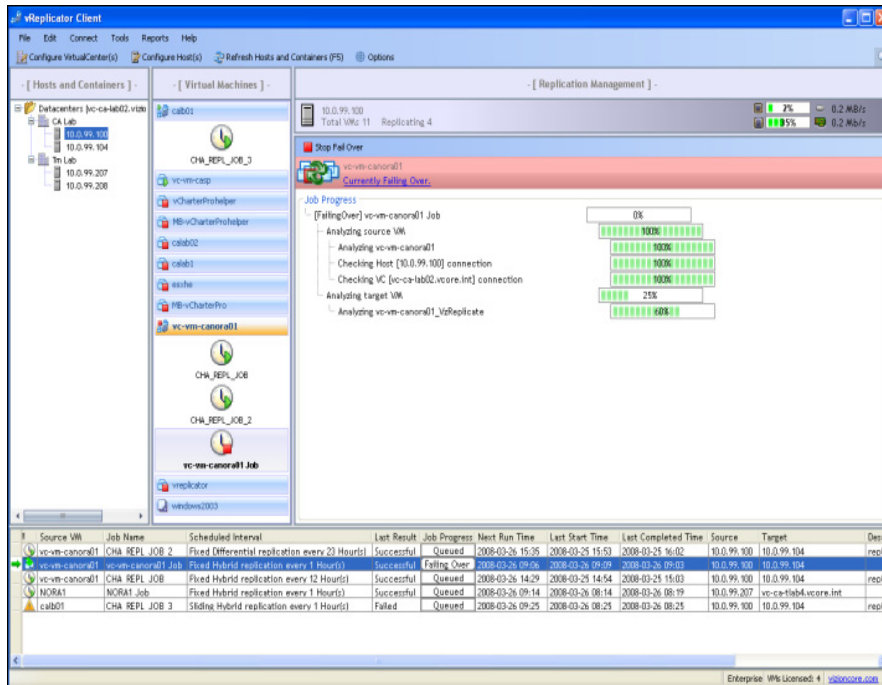 vReplicator Client
File Edit Connect Tools Reports Help
Configure VirtualCenter(s) Configure Host(s) Refresh Hosts and Containers (F5) Options
- [ Hosts and Containers ] -
- [ Virtual Machines ] -
- [ Replication Management ] -
Datacenters [vc-ca-lab02.vizio
CA Lab
10.0.99.100
10.0.99.104
Tm Lab
10.0.99.207
10.0.99.208
calb01
CHA_REPL_JOB_3
vc-vm-casp
vCharterProhelper
MB-vCharterProhelper
calab02
calab1
exche
MB-vCharterPro
vc-vm-canora01
CHA_REPL_JOB
CHA_REPL_JOB_2
vc-vm-canora01 Job
vreplicator
windows2003
10.0.99.100
Total VMs: 11 Replicating 4
2% 0.2 MB/s
35% 0.2 Mb/s
Stop Fail Over
vc-vm-canora01
Currently Failing Over.
Job Progress
[FailingOver] vc-vm-canora01 Job 0%
Analyzing source VM 100%
Analyzing vc-vm-canora01 100%
Checking Host [10.0.99.100] connection 100%
Checking VC [vc-ca-lab02.vcore.int] connection 100%
Analyzing target VM 25%
Analyzing vc-vm-canora01_VzReplicate 60%
! Source VM Job Name Scheduled Interval Last Result Job Progress Next Run Time Last Start Time Last Completed Time Source Target Des
vc-vm-canora01 CHA REPL JOB 2 Fixed Differential replication every 23 Hour(s) Successful Queued 2008-03-26 15:35 2008-03-25 15:53 2008-03-25 16:02 10.0.99.100 10.0.99.104 repl
vc-vm-canora01 vc-vm-canora01 Job Fixed Hybrid replication every 1 Hour(s) Successful Failing Over 2008-03-26 09:06 2008-03-26 09:09 2008-03-26 09:03 10.0.99.100 10.0.99.104
vc-vm-canora01 CHA REPL JOB Fixed Hybrid replication every 12 Hour(s) Successful Queued 2008-03-26 14:29 2008-03-25 14:54 2008-03-25 15:03 10.0.99.100 10.0.99.104 repl
NORA1 NORA1 Job Fixed Hybrid replication every 1 Hour(s) Successful Queued 2008-03-26 09:14 2008-03-26 08:14 2008-03-26 08:19 10.0.99.207 vc-ca-tlab4.vcore.int
calb01 CHA REPL JOB 3 Sliding Hybrid replication every 1 Hour(s) Failed Queued 2008-03-26 09:25 2008-03-26 08:25 2008-03-26 08:25 10.0.99.100 10.0.99.104 repl
Enterprise: VMs Licensed: 4 vizioncore.com